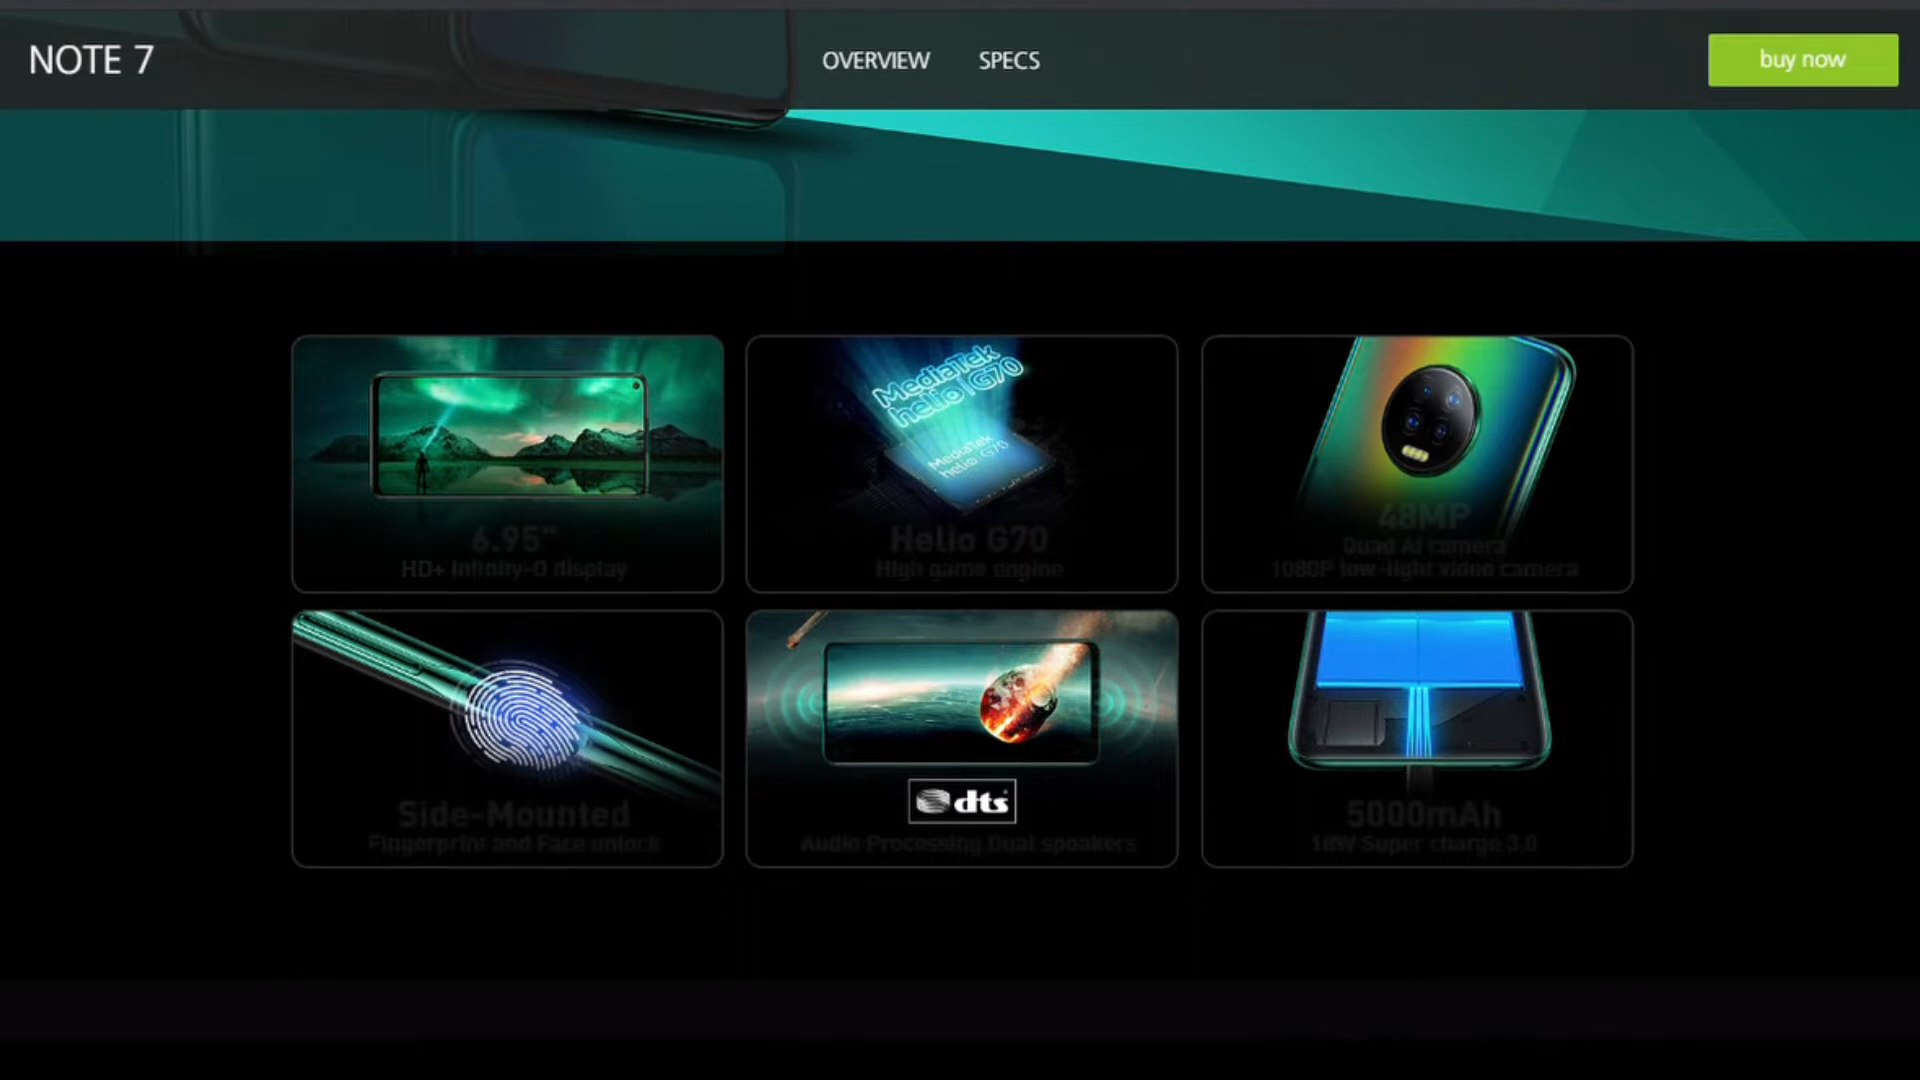 NOTE 7
OVERVIEW
SPECS
buy now
6.95"
HD+ Infinity-O display
MediaTek
helio G70
MediaTek
helio G70
Helio G70
High game engine
48MP
Quad AI camera
1080P low-light video camera
Side-Mounted
Fingerprint and Face unlock
dts
Audio Processing Dual speakers
5000mAh
18W Super charge 3.0